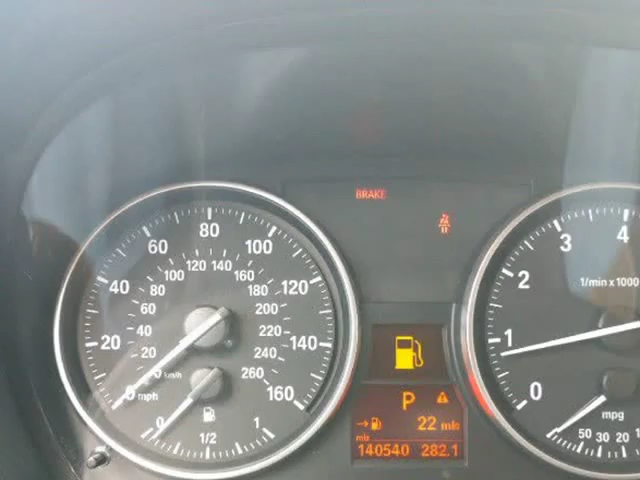 BRAKE
80
60 100
40 120
20 140
0 mph 160
100 120 140 160
80 180
60 200
40 220
20 240
km/h 260
0 1/2 1
4
3
2
1
0
1/min x 1000
mpg
50 30 20
P
22 mls
mls
140540 282.1